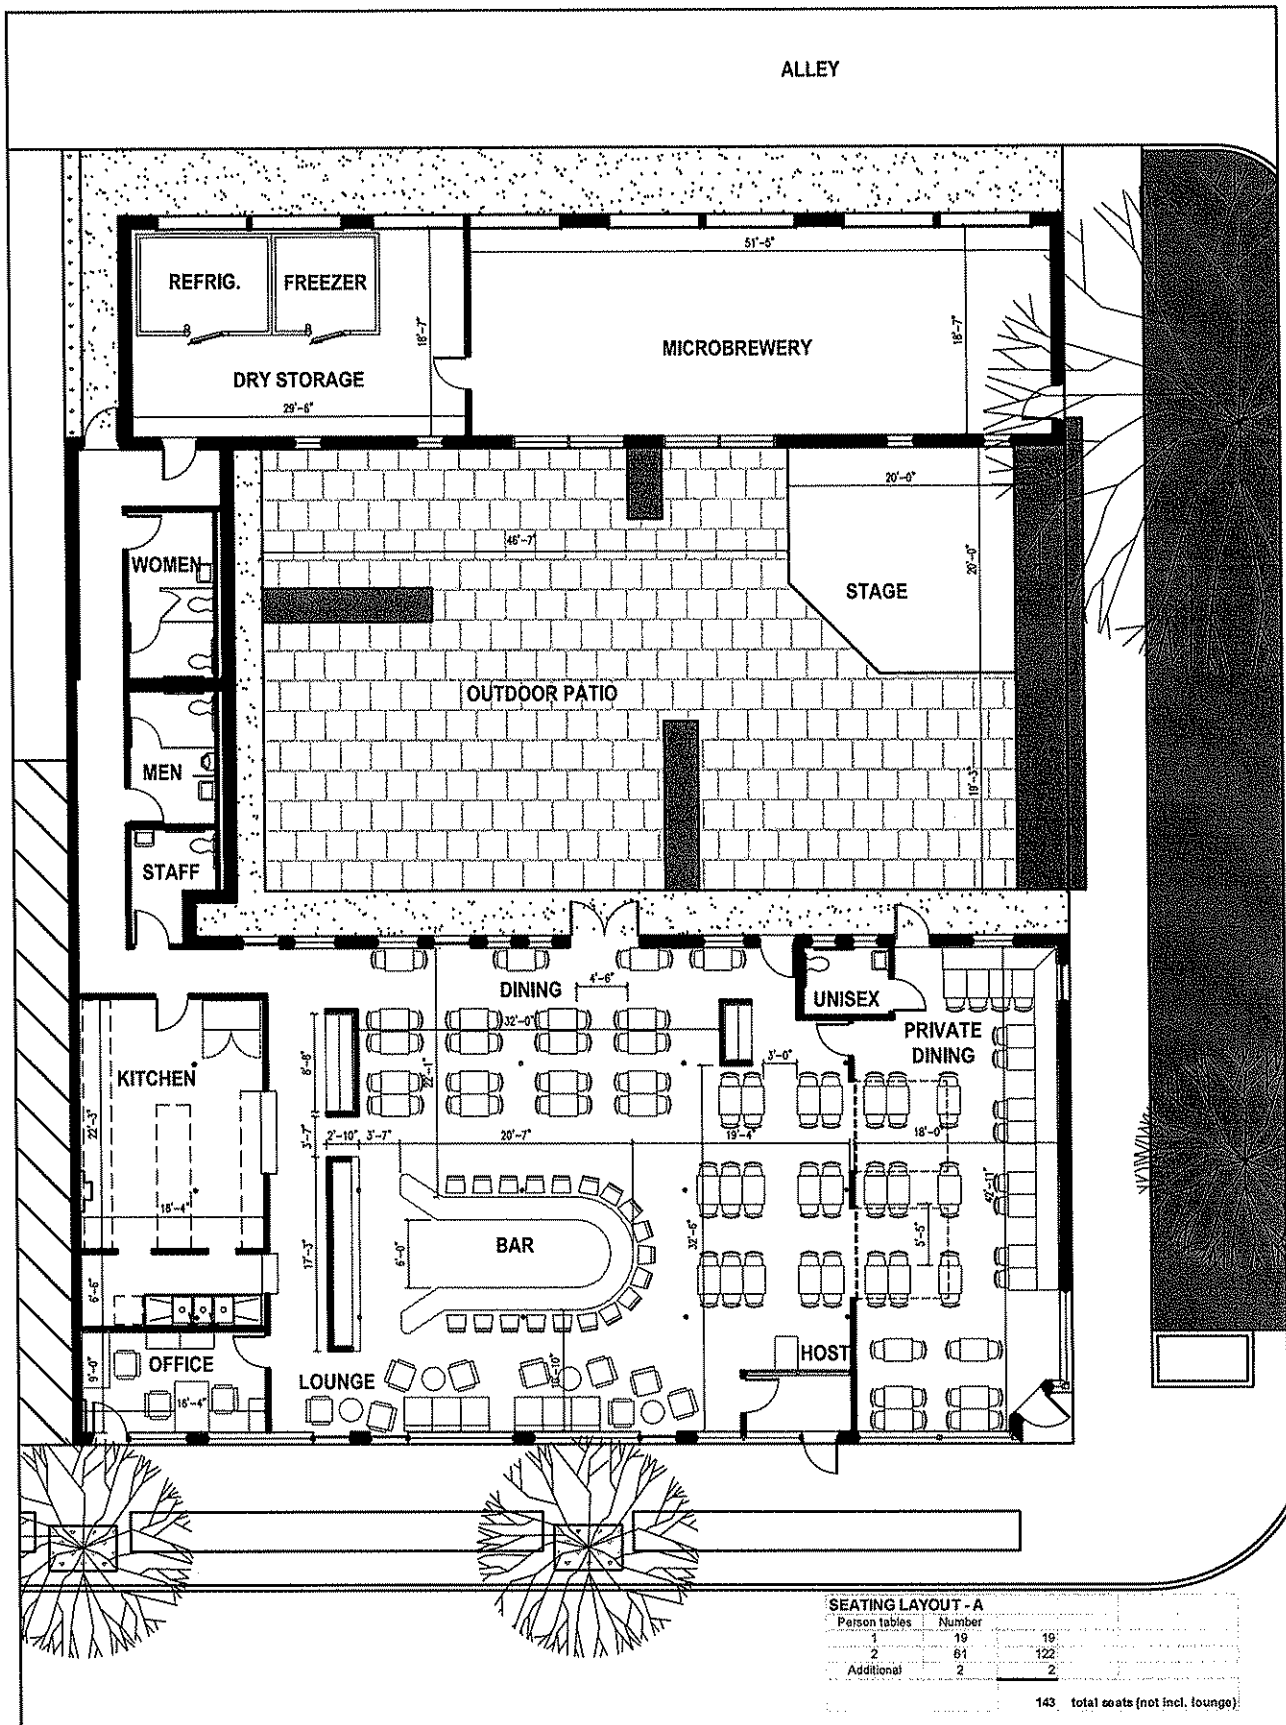 ALLEY
51'-5"
REFRIG.
FREEZER
18'-7"
18'-7"
MICROBREWERY
DRY STORAGE
29'-6"
20'-0"
46'-7"
WOMEN
20'-0"
STAGE
OUTDOOR PATIO
MEN
19'-3"
STAFF
4'-6"
DINING
UNISEX
32'-0"
PRIVATE
DINING
3'-0"
8'-6"
22'-1"
KITCHEN
22'-3"
3'-7"
2'-10"
3'-7"
20'-7"
19'-4"
18'-0"
42'-11"
16'-4"
BAR
6'-0"
17'-3"
32'-6"
5'-5"
6'-6"
HOST
OFFICE
9'-0"
LOUNGE
16'-4"
SEATING LAYOUT - A
Person tables Number
1 19 19
2 61 122
Additional 2 2
143 total seats (not incl. lounge)